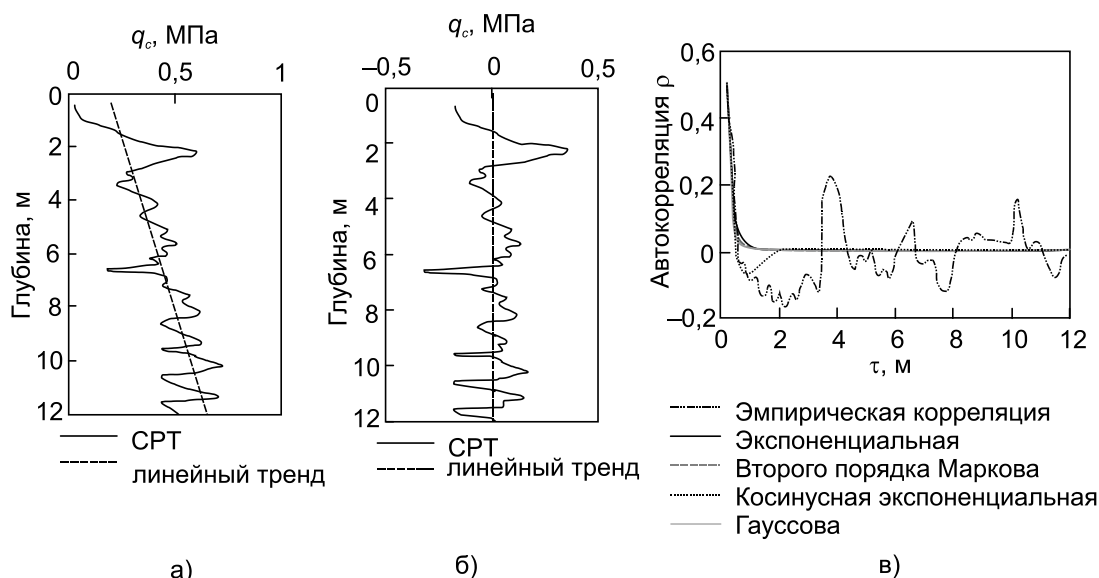 q_c, МПа
0
0,5
1
0
2
4
6
8
10
12
Глубина, м
СРТ
линейный тренд
а)
q_c, МПа
–0,5
0
0,5
0
2
4
6
8
10
12
Глубина, м
СРТ
линейный тренд
б)
0,6
0,4
0,2
0
–0,2
Автокорреляция ρ
0
2
4
6
8
10
12
τ, м
Эмпирическая корреляция
Экспоненциальная
Второго порядка Маркова
Косинусная экспоненциальная
Гауссова
в)